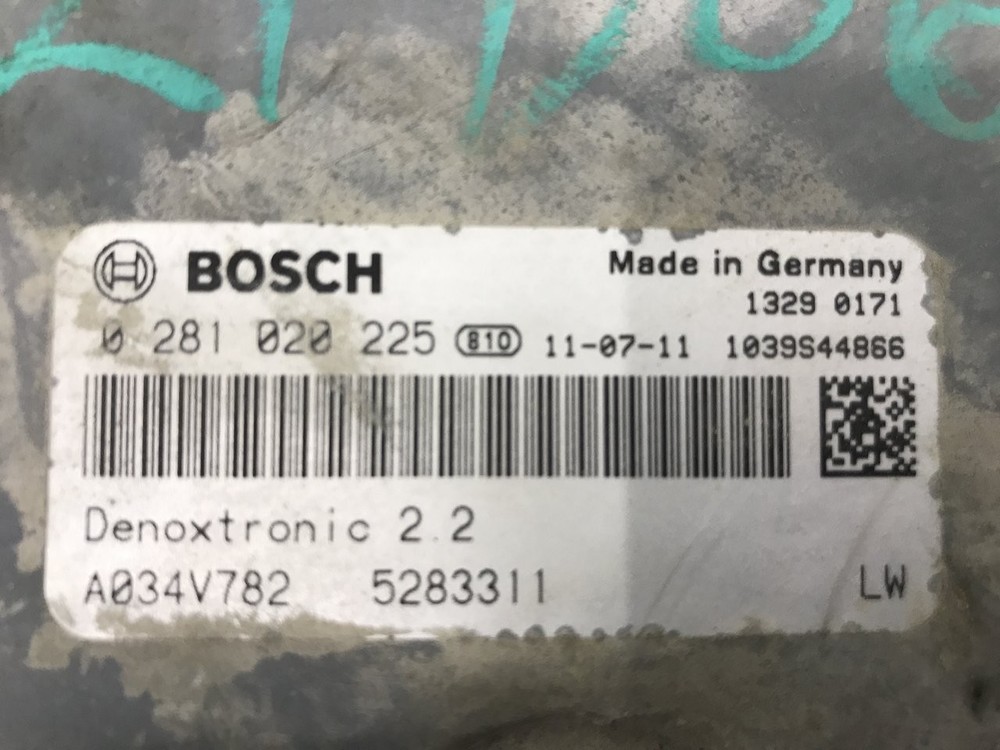 BOSCH
Made in Germany
1329 0171
0 281 020 225 810 11-07-11 1039S44866
Denoxtronic 2.2
A034V782 5283311 LW